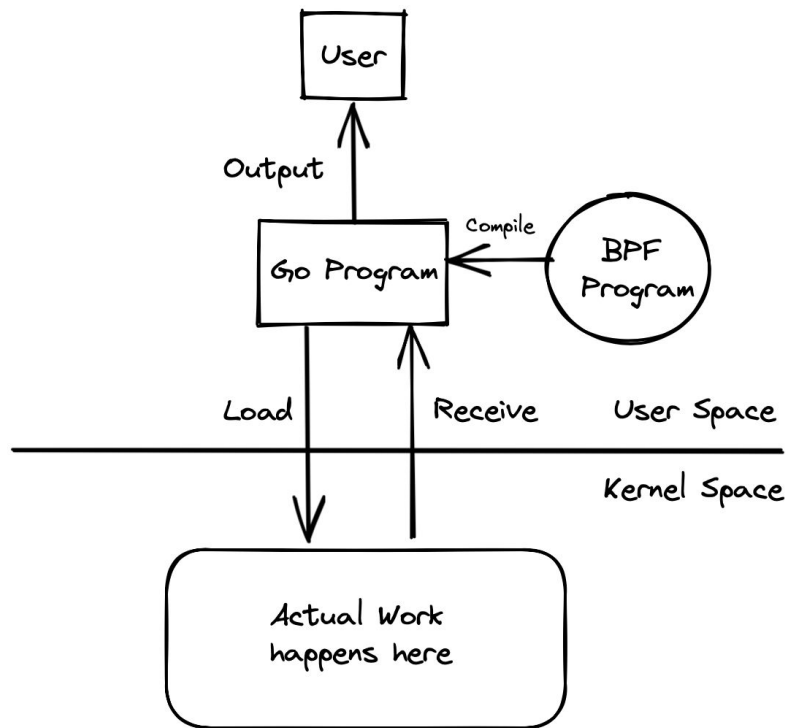 User
Output
Compile
Go Program
BPF
Program
Load
Receive
User Space
Kernel Space
Actual Work
happens here